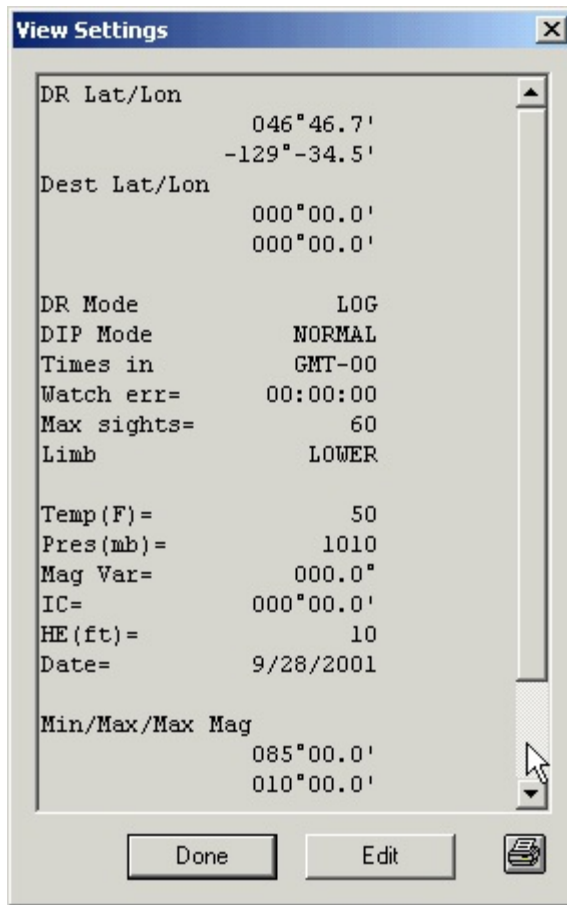 View Settings
DR Lat/Lon
046°46.7'
-129°-34.5'
Dest Lat/Lon
000°00.0'
000°00.0'
DR Mode LOG
DIP Mode NORMAL
Times in GMT-00
Watch err= 00:00:00
Max sights= 60
Limb LOWER
Temp(F)= 50
Pres(mb)= 1010
Mag Var= 000.0°
IC= 000°00.0'
HE(ft)= 10
Date= 9/28/2001
Min/Max/Max Mag
085°00.0'
010°00.0'
Done Edit